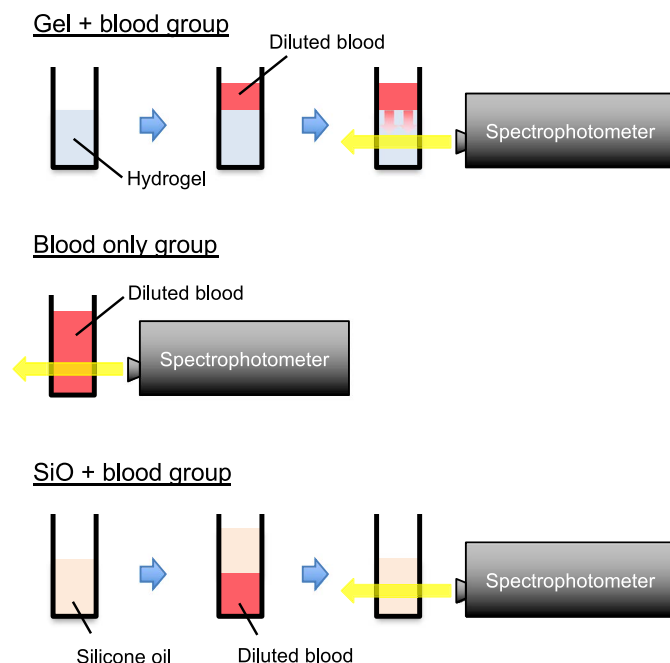 Gel + blood group
Diluted blood
Spectrophotometer
Hydrogel
Blood only group
Diluted blood
Spectrophotometer
SiO + blood group
Spectrophotometer
Silicone oil
Diluted blood